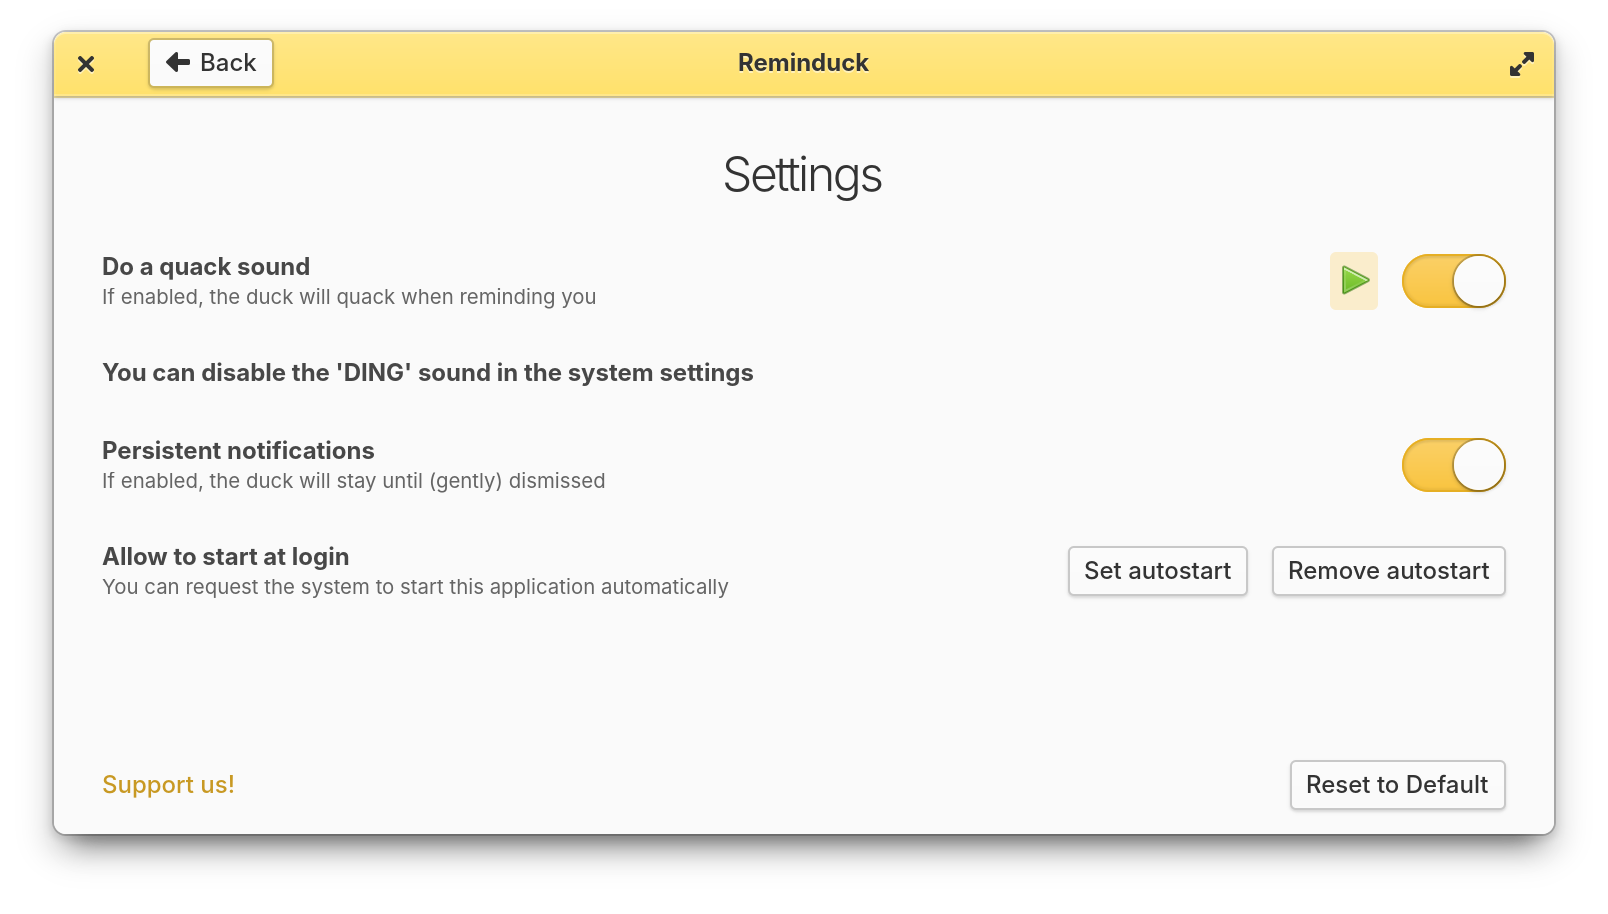 Back
Reminduck
Settings
Do a quack sound
If enabled, the duck will quack when reminding you
You can disable the 'DING' sound in the system settings
Persistent notifications
If enabled, the duck will stay until (gently) dismissed
Allow to start at login
You can request the system to start this application automatically
Set autostart
Remove autostart
Support us!
Reset to Default